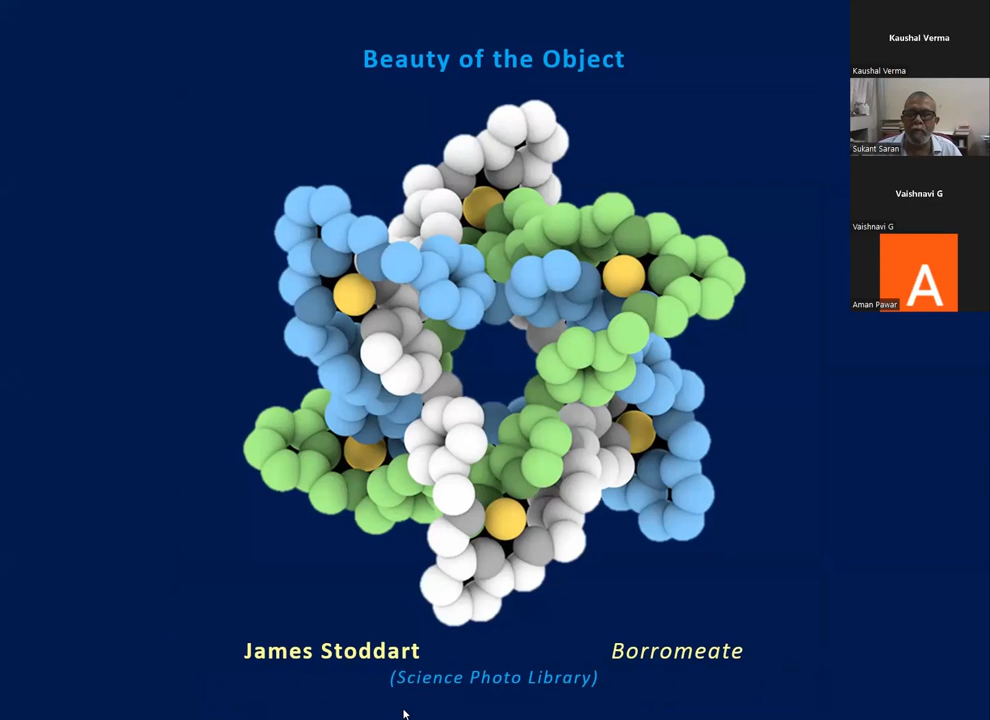 Beauty of the Object
James Stoddart
Borromeate
(Science Photo Library)
Kaushal Verma
Kaushal Verma
Sukant Saran
Vaishnavi G
Vaishnavi G
A
Aman Pawar